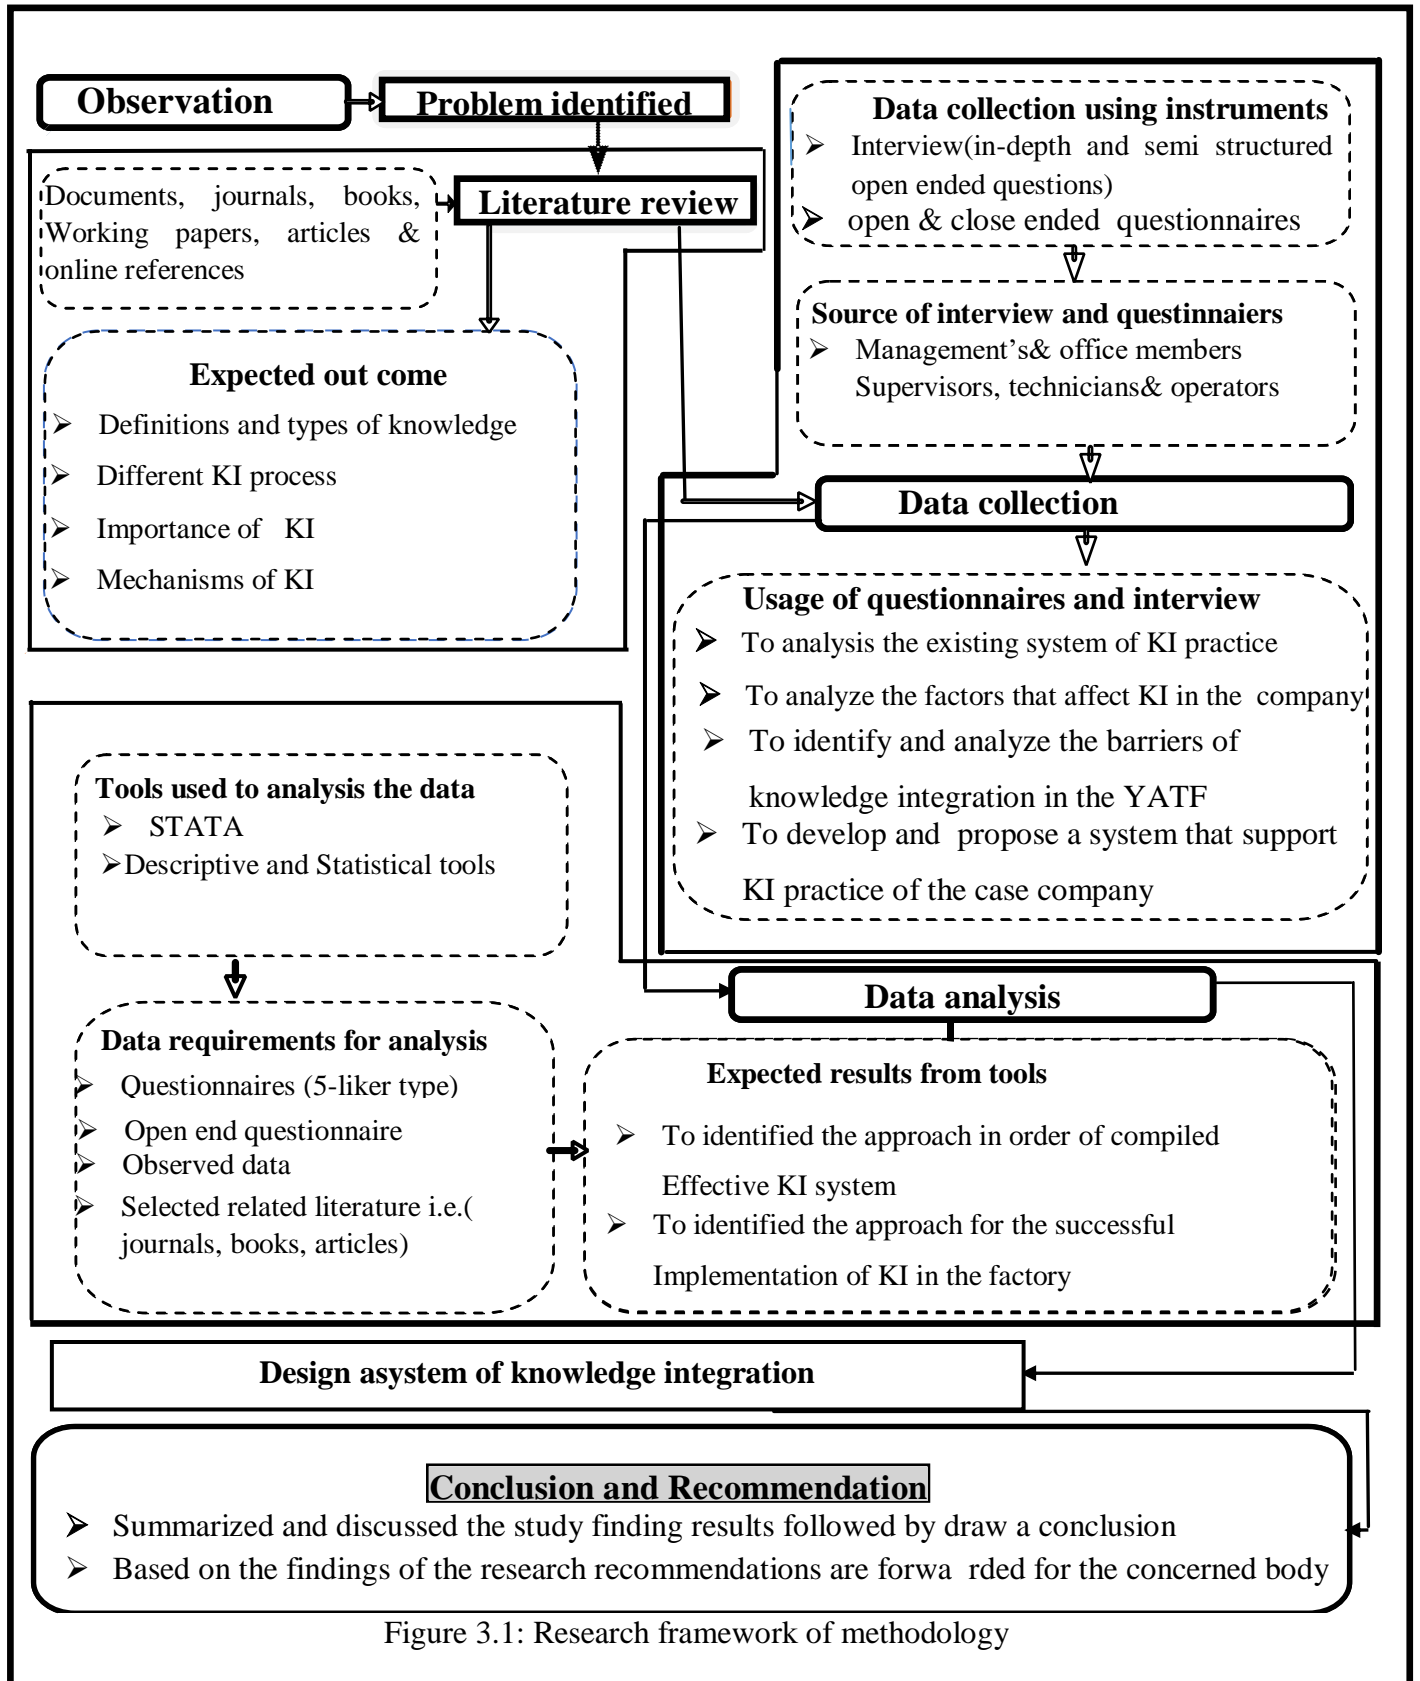 Observation
Problem identified
Documents, journals, books,
Working papers, articles &
online references
Literature review
Expected out come
➢ Definitions and types of knowledge
➢ Different KI process
➢ Importance of KI
➢ Mechanisms of KI
Data collection using instruments
➢ Interview(in-depth and semi structured
open ended questions)
➢ open & close ended questionnaires
Source of interview and questinnaiers
➢ Management’s& office members
Supervisors, technicians& operators
Data collection
Usage of questionnaires and interview
➢ To analysis the existing system of KI practice
➢ To analyze the factors that affect KI in the company
➢ To identify and analyze the barriers of
knowledge integration in the YATF
➢ To develop and propose a system that support
KI practice of the case company
Tools used to analysis the data
➢ STATA
➢Descriptive and Statistical tools
Data requirements for analysis
➢ Questionnaires (5-liker type)
➢ Open end questionnaire
➢ Observed data
➢ Selected related literature i.e.(
journals, books, articles)
Data analysis
Expected results from tools
➢ To identified the approach in order of compiled
Effective KI system
➢ To identified the approach for the successful
Implementation of KI in the factory
Design asystem of knowledge integration
Conclusion and Recommendation
➢ Summarized and discussed the study finding results followed by draw a conclusion
➢ Based on the findings of the research recommendations are forwa rded for the concerned body
Figure 3.1: Research framework of methodology